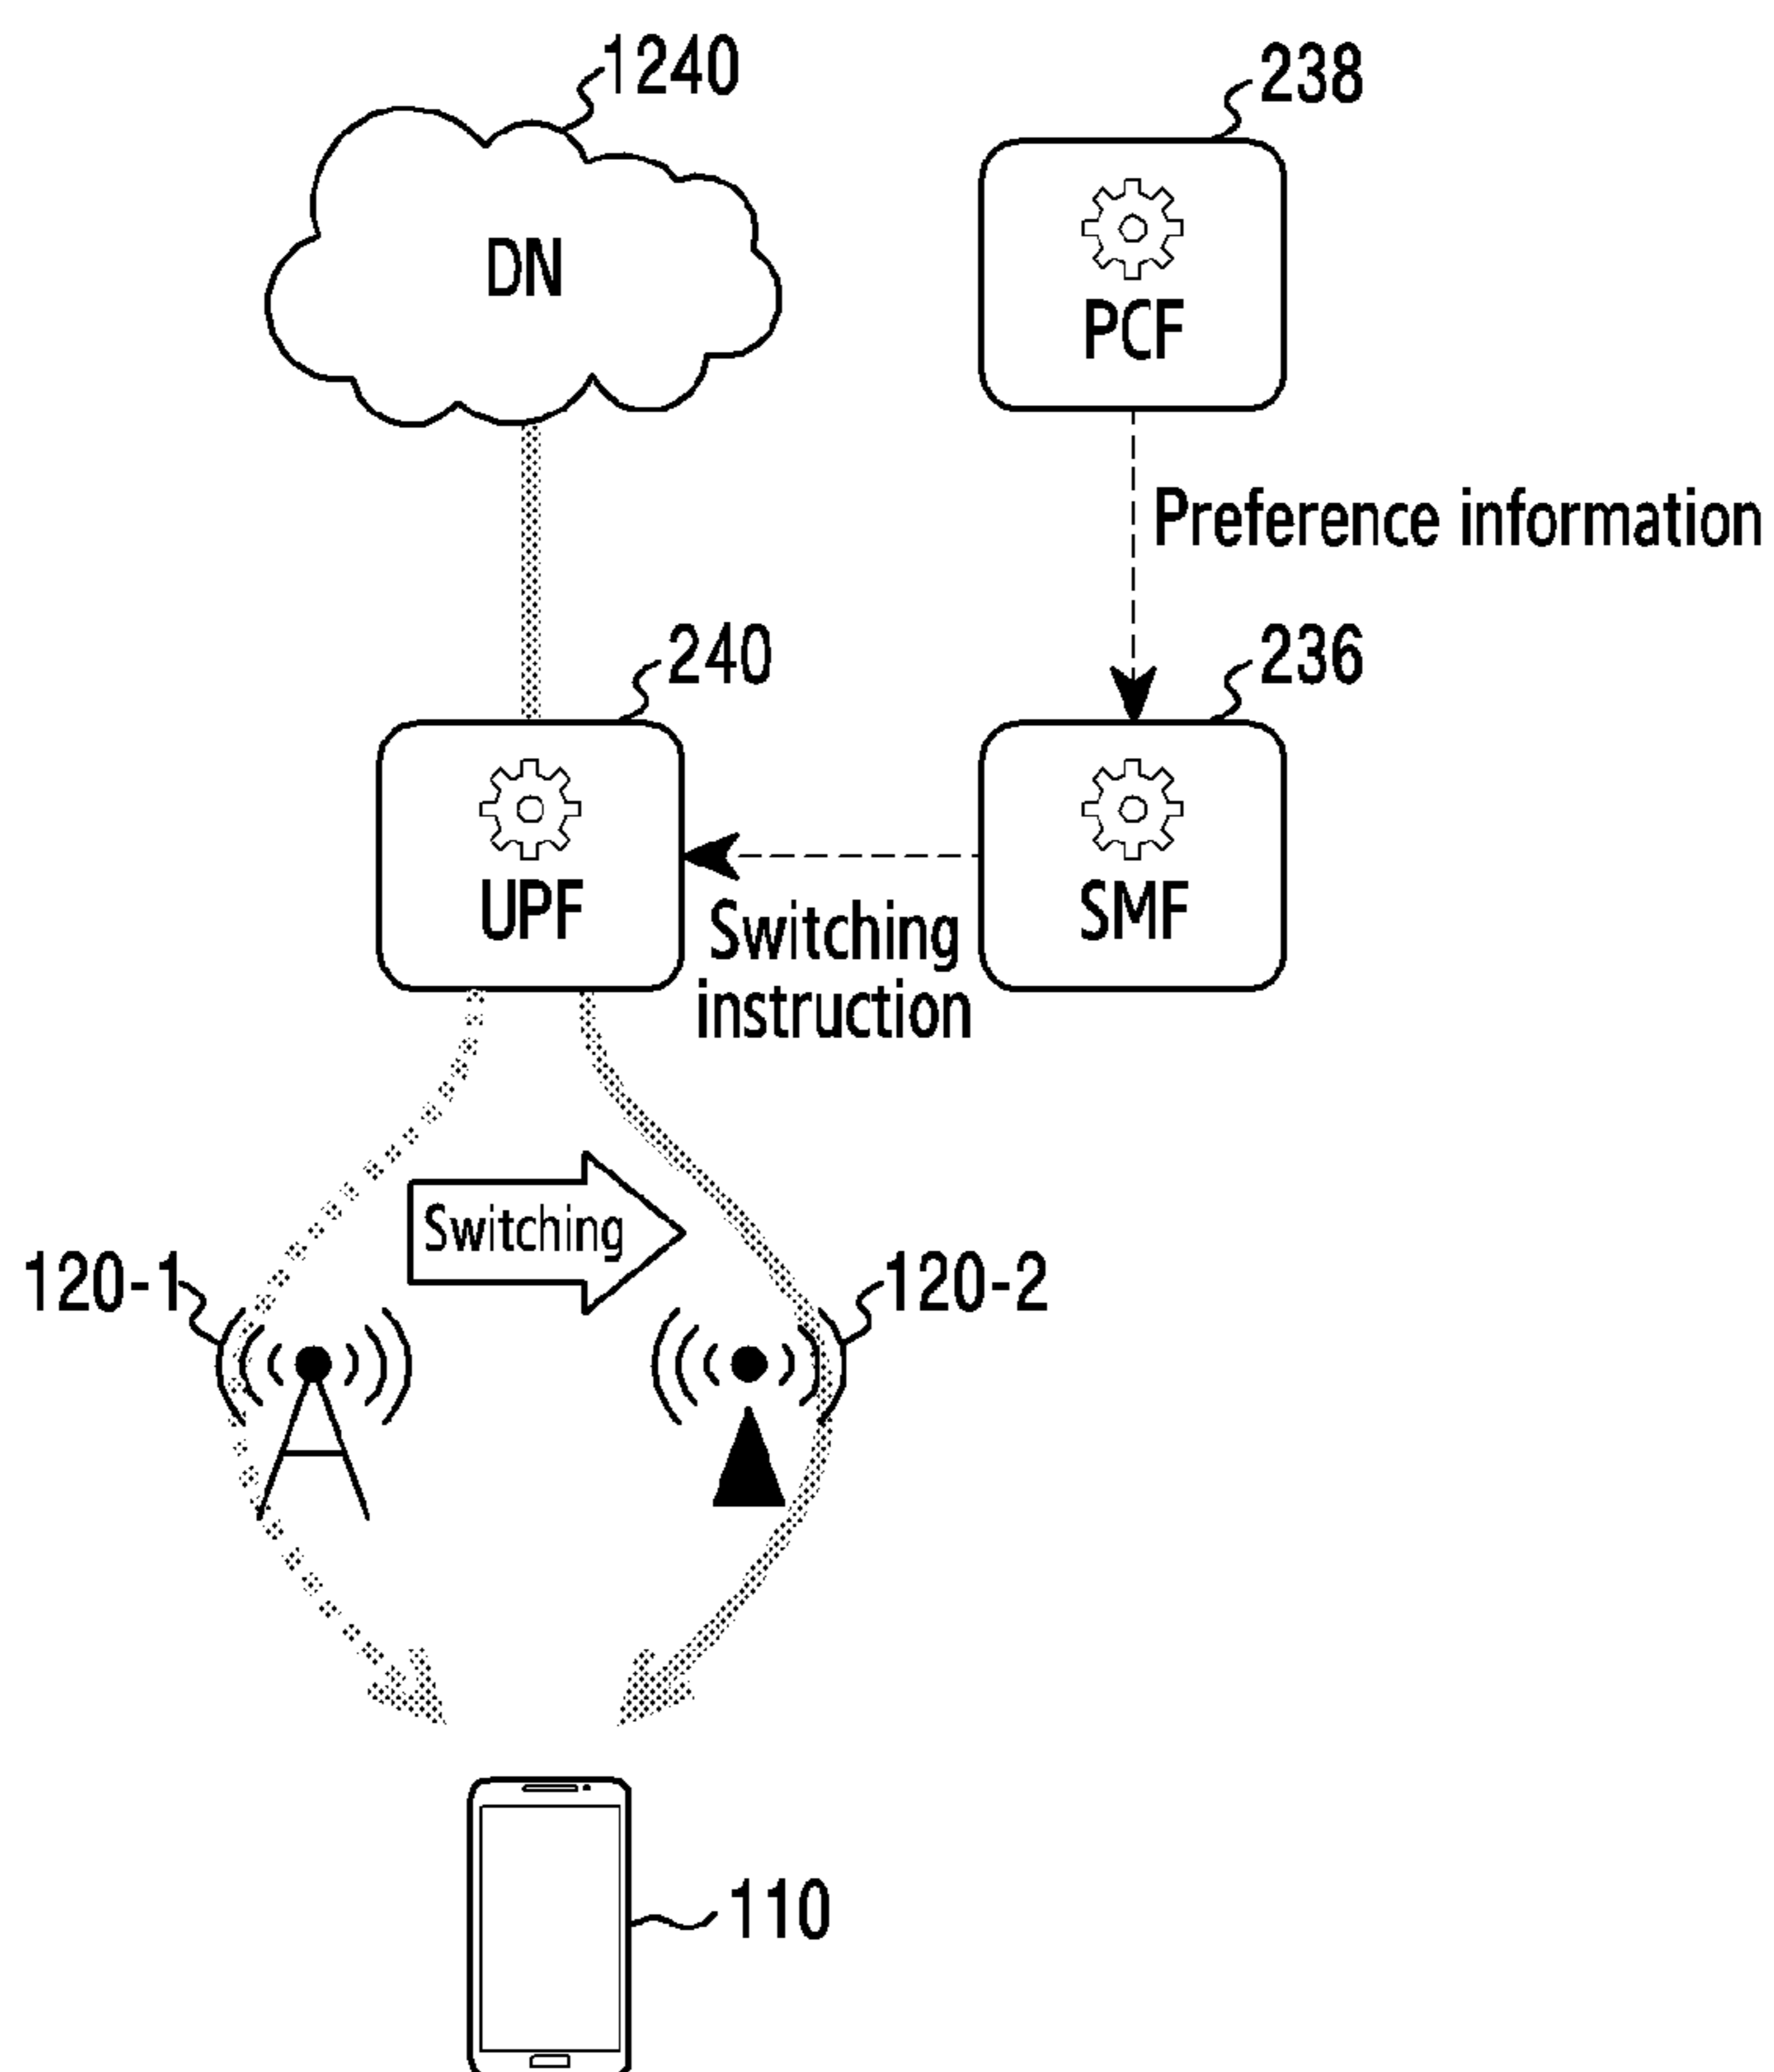 1240
238
DN
PCF
Preference information
240
236
UPF
SMF
Switching
instruction
Switching
120-1
120-2
110